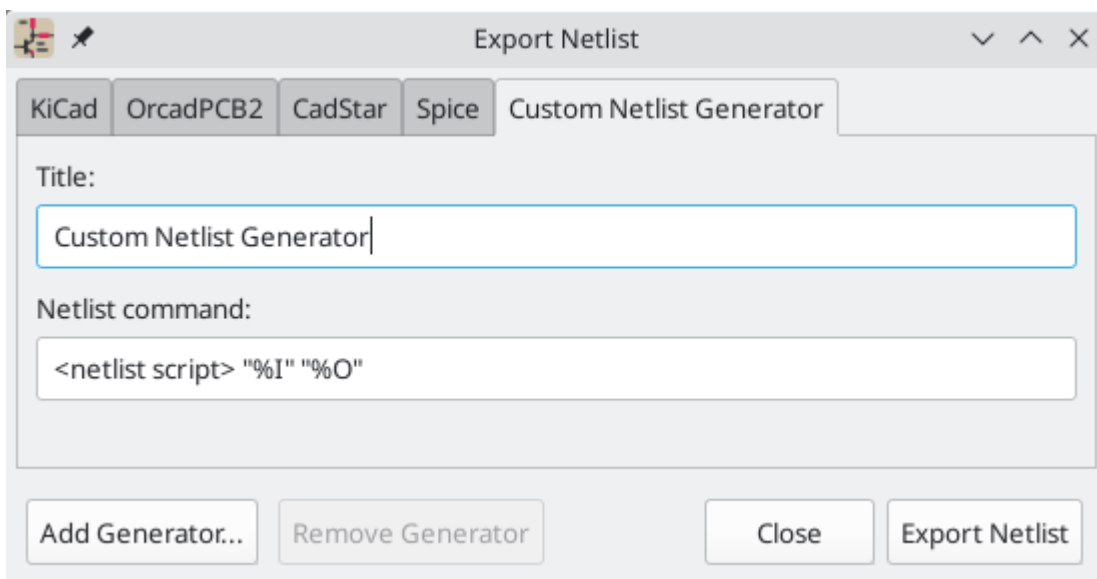 Export Netlist
KiCad OrcadPCB2 CadStar Spice Custom Netlist Generator
Title:
Custom Netlist Generator
Netlist command:
<netlist script> "%I" "%O"
Add Generator... Remove Generator Close Export Netlist